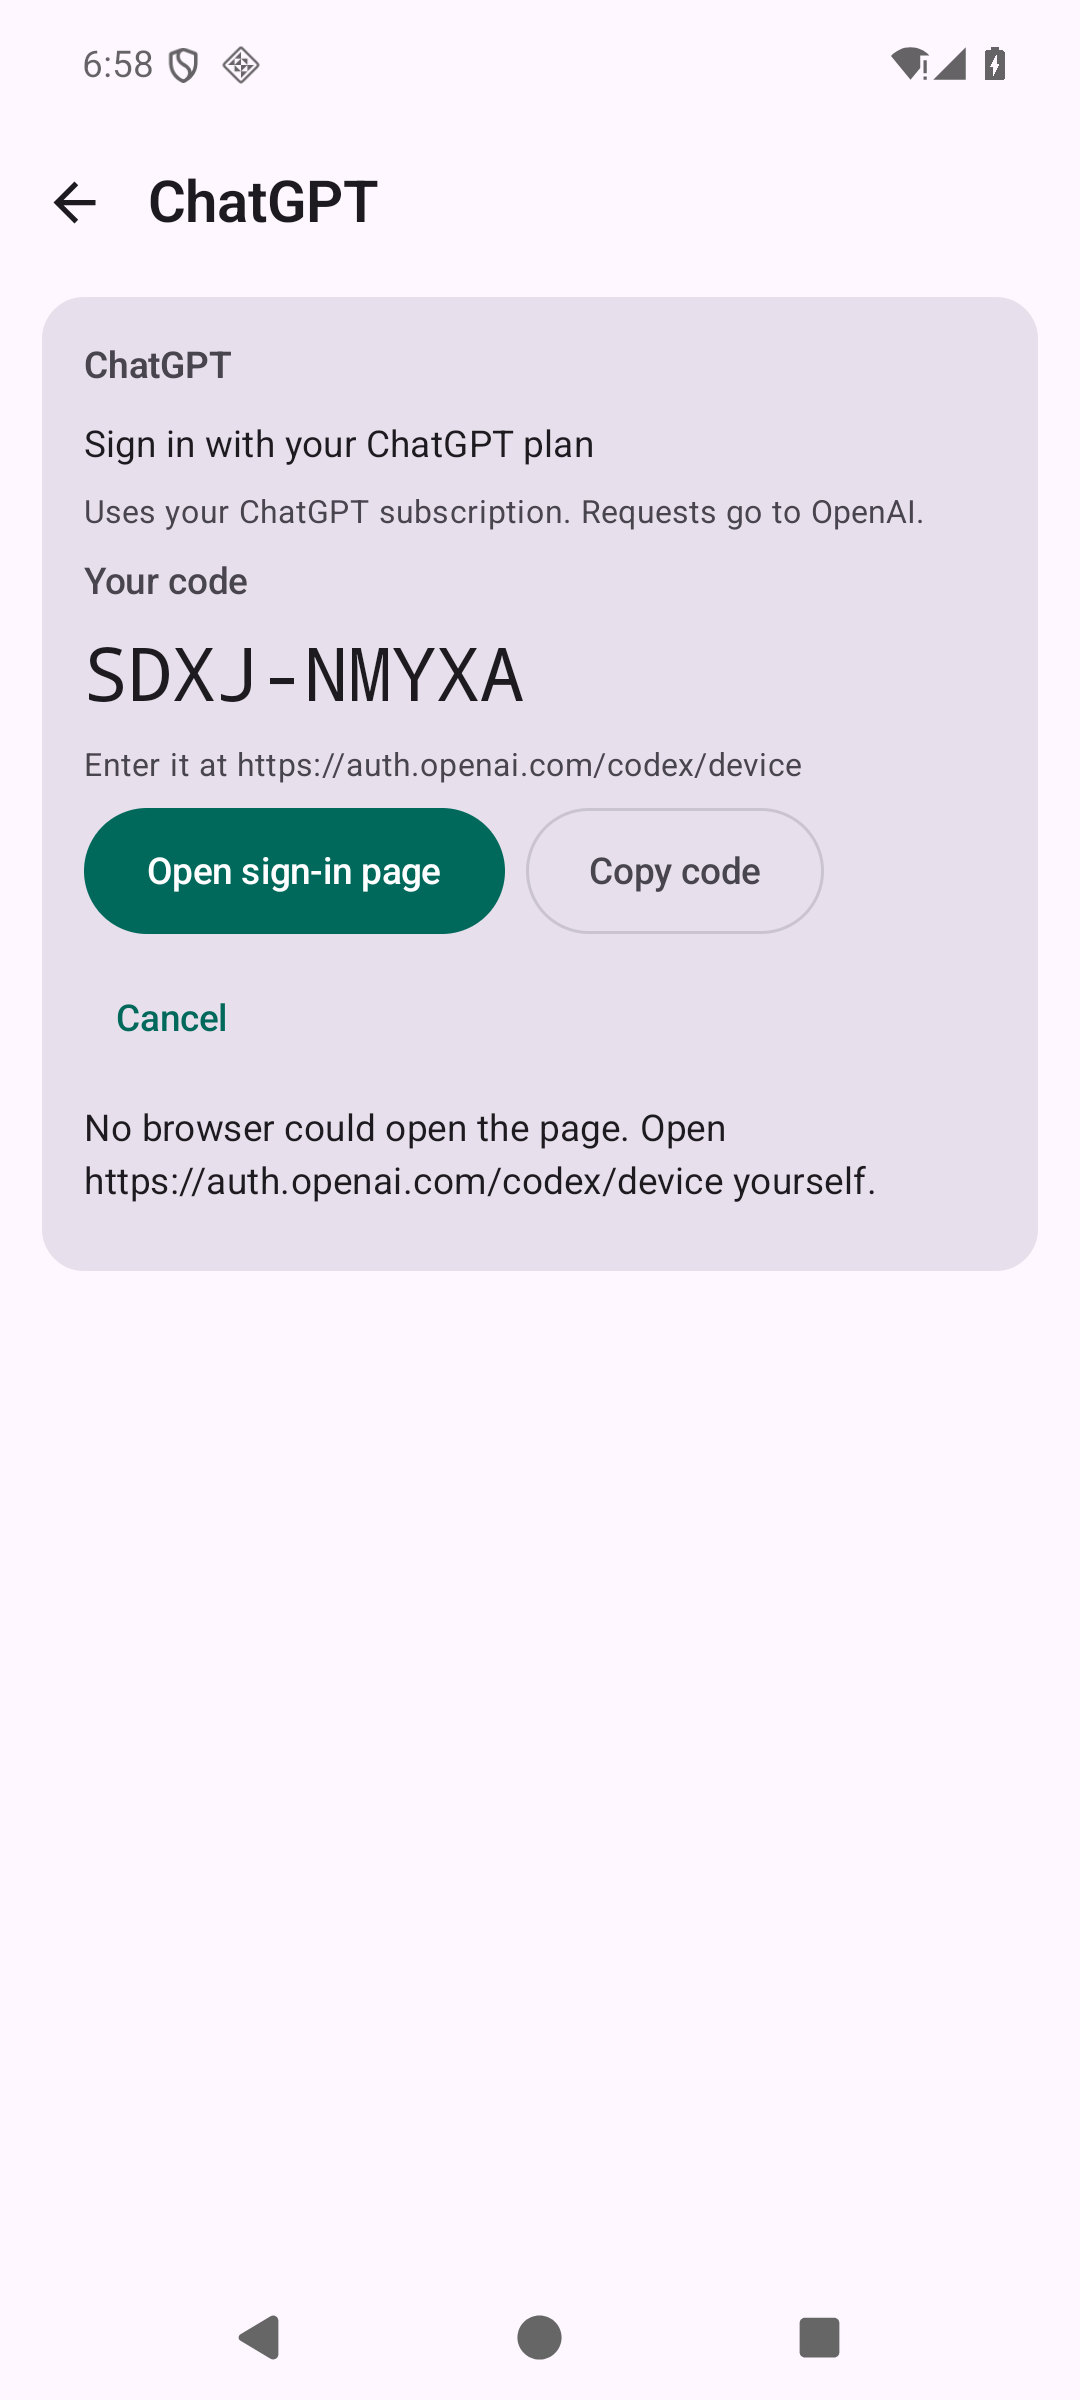 6:58
ChatGPT
ChatGPT
Sign in with your ChatGPT plan
Uses your ChatGPT subscription. Requests go to OpenAI.
Your code
SDXJ-NMYXA
Enter it at https://auth.openai.com/codex/device
Open sign-in page
Copy code
Cancel
No browser could open the page. Open
https://auth.openai.com/codex/device yourself.